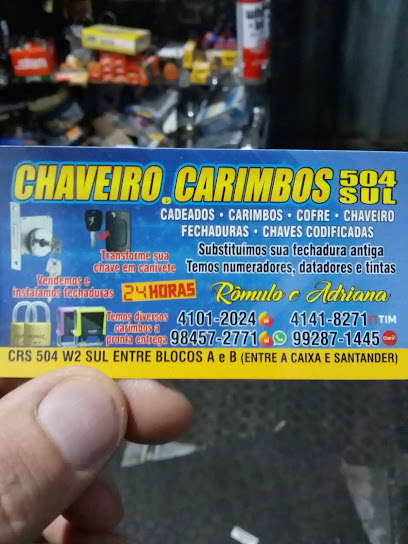 CHAVEIRO e CARIMBOS 504 SUL
CADEADOS • CARIMBOS • COFRE • CHAVEIRO
FECHADURAS • CHAVES CODIFICADAS
Transforme sua
chave em canivete
Substituímos sua fechadura antiga
Temos numeradores, datadores e tintas
Vendemos e
instalamos fechaduras
24 HORAS
Rômulo e Adriana
Temos diversos
carimbos a
pronta entrega
4101-2024
4141-8271 TIM
98457-2771
99287-1445 Claro
CRS 504 W2 SUL ENTRE BLOCOS A e B (ENTRE A CAIXA E SANTANDER)